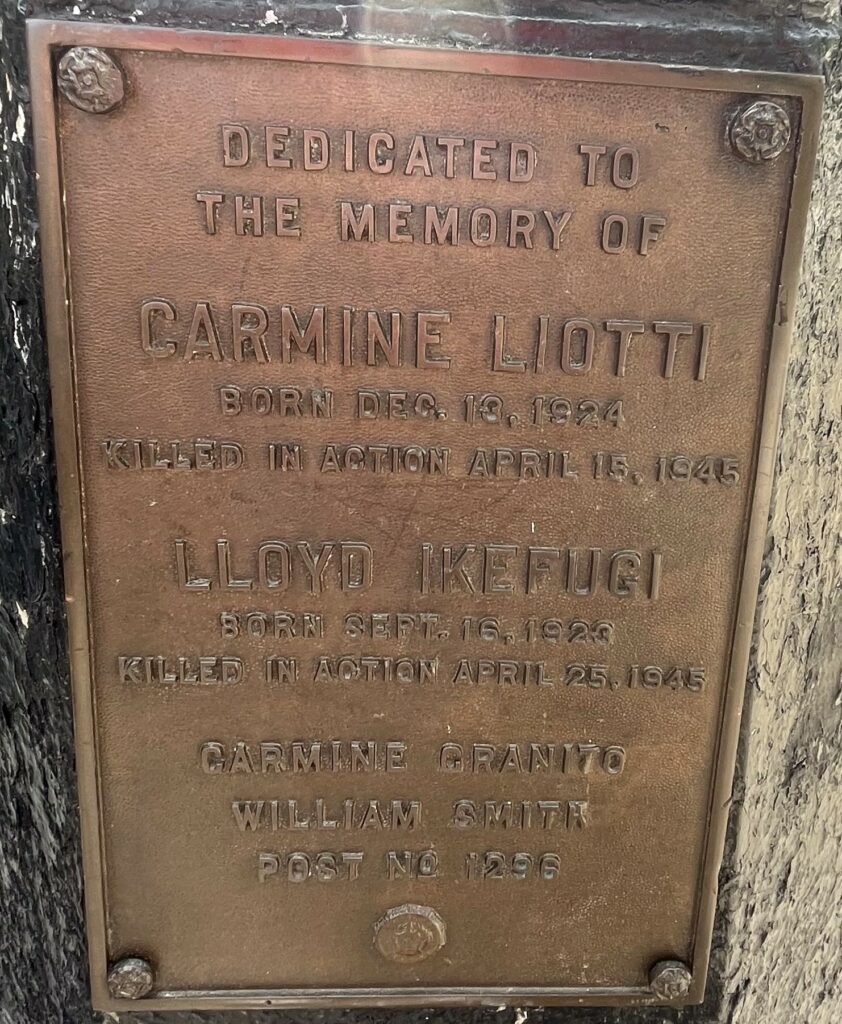 DEDICATED TO
THE MEMORY OF
CARMINE LIOTTI
BORN DEC. 13, 1924
KILLED IN ACTION APRIL 15, 1945
LLOYD IKEFUGI
BORN SEPT. 16, 1923
KILLED IN ACTION APRIL 25, 1945
CARMINE GRANITO
WILLIAM SMITH
POST NO 1296